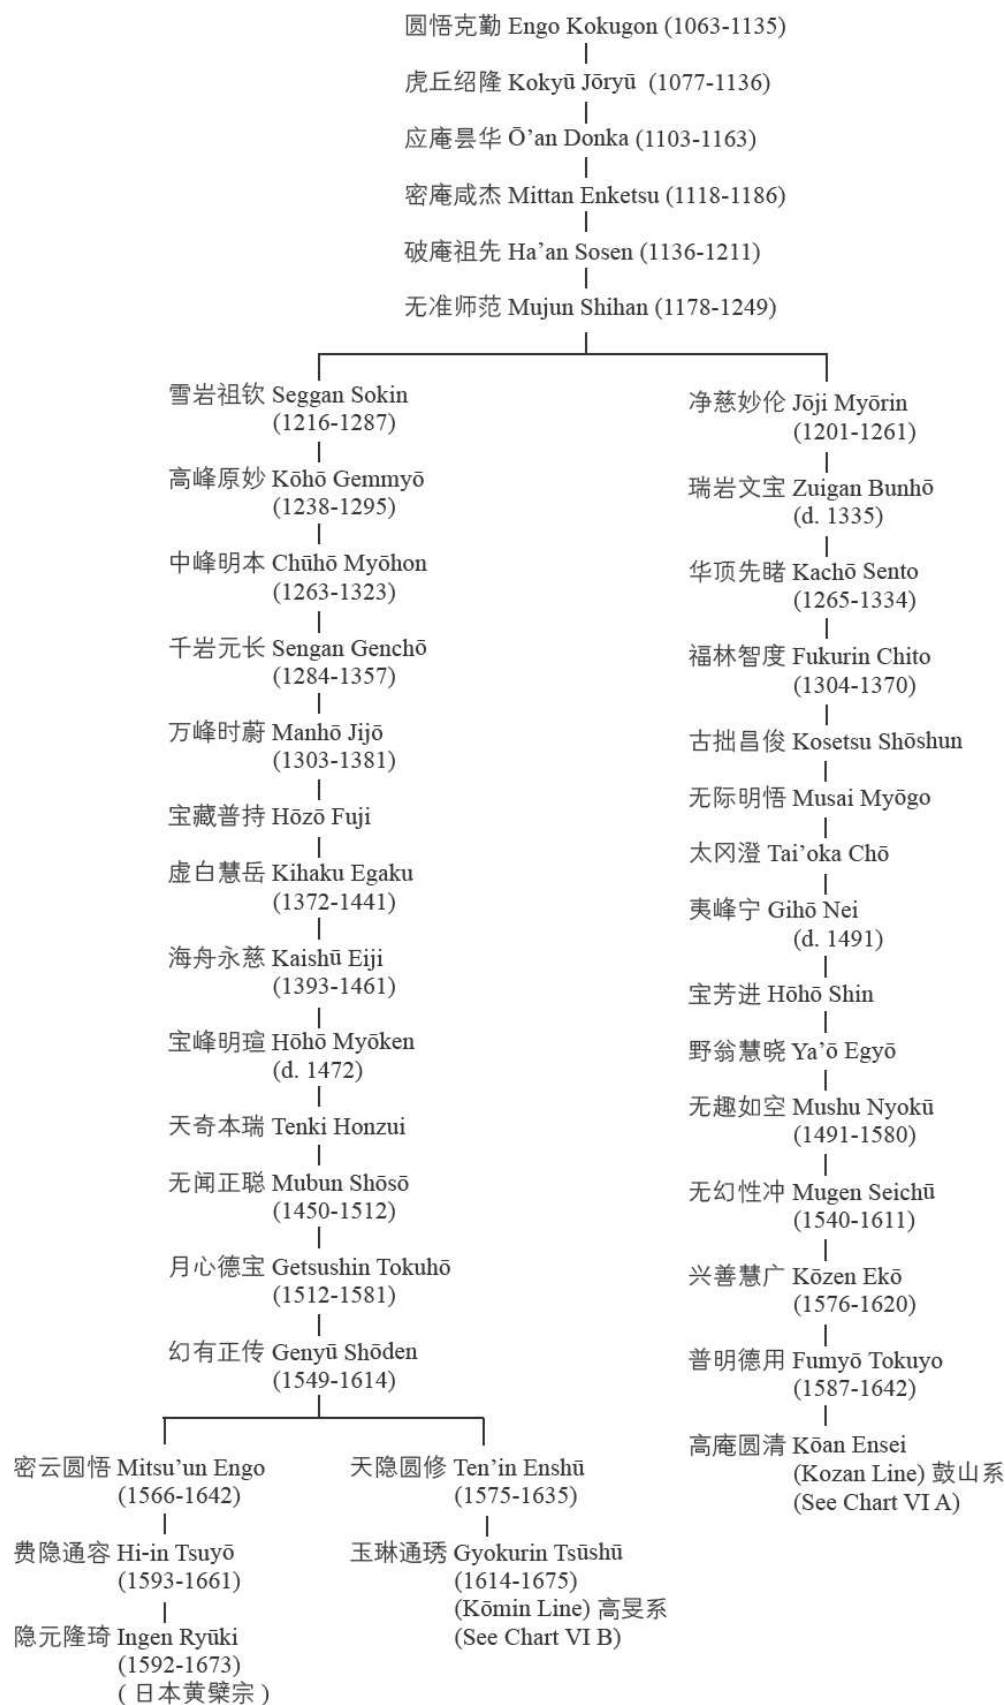 圆悟克勤 Engo Kokugon (1063-1135)
虎丘绍隆 Kokyū Jōryū (1077-1136)
应庵昙华 Ō'an Donka (1103-1163)
密庵咸杰 Mittan Enketsu (1118-1186)
破庵祖先 Ha'an Sosen (1136-1211)
无准师范 Mujun Shihan (1178-1249)
雪岩祖钦 Seggan Sokin
(1216-1287)
高峰原妙 Kōhō Gemmyō
(1238-1295)
中峰明本 Chūhō Myōhon
(1263-1323)
千岩元长 Sengan Genchō
(1284-1357)
万峰时蔚 Manhō Jijō
(1303-1381)
宝藏普持 Hōzō Fuji
虚白慧岳 Kihaku Egaku
(1372-1441)
海舟永慈 Kaishū Eiji
(1393-1461)
宝峰明瑄 Hōhō Myōken
(d. 1472)
天奇本瑞 Tenki Honzui
无闻正聪 Mubun Shōsō
(1450-1512)
月心德宝 Getsushin Tokuhō
(1512-1581)
幻有正传 Genyū Shōden
(1549-1614)
密云圆悟 Mitsu'un Engo
(1566-1642)
费隐通容 Hi-in Tsuyō
(1593-1661)
隐元隆琦 Ingen Ryūki
(1592-1673)
( 日本黄檗宗 )
天隐圆修 Ten'in Enshū
(1575-1635)
玉琳通琇 Gyokurin Tsūshū
(1614-1675)
(Kōmin Line) 高旻系
(See Chart VI B)
净慈妙伦 Jōji Myōrin
(1201-1261)
瑞岩文宝 Zuigan Bunhō
(d. 1335)
华顶先睹 Kachō Sento
(1265-1334)
福林智度 Fukurin Chito
(1304-1370)
古拙昌俊 Kosetsu Shōshun
无际明悟 Musai Myōgo
太冈澄 Tai'oka Chō
夷峰宁 Gihō Nei
(d. 1491)
宝芳进 Hōhō Shin
野翁慧晓 Ya'ō Egyō
无趣如空 Mushu Nyokū
(1491-1580)
无幻性冲 Mugen Seichū
(1540-1611)
兴善慧广 Kōzen Ekō
(1576-1620)
普明德用 Fumyō Tokuyo
(1587-1642)
高庵圆清 Kōan Ensei
(Kozan Line) 鼓山系
(See Chart VI A)